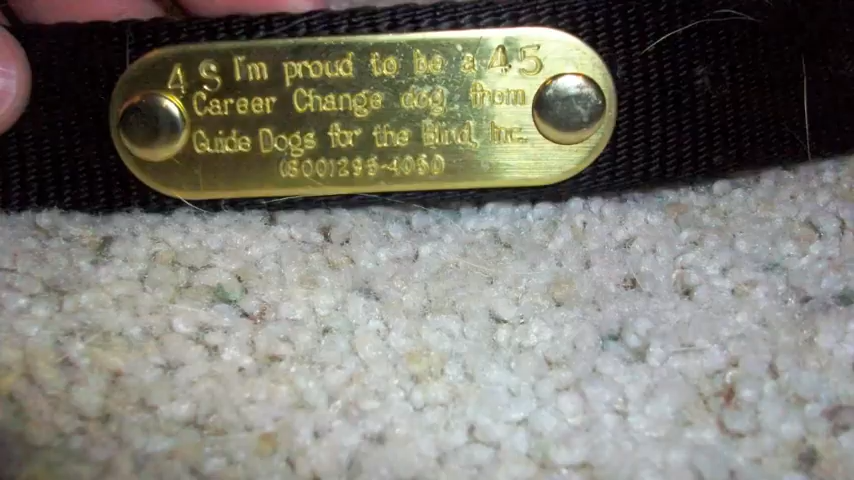 4S I'm proud to be a 45
Career Change dog from
Guide Dogs for the Blind, Inc.
(800)295-4050